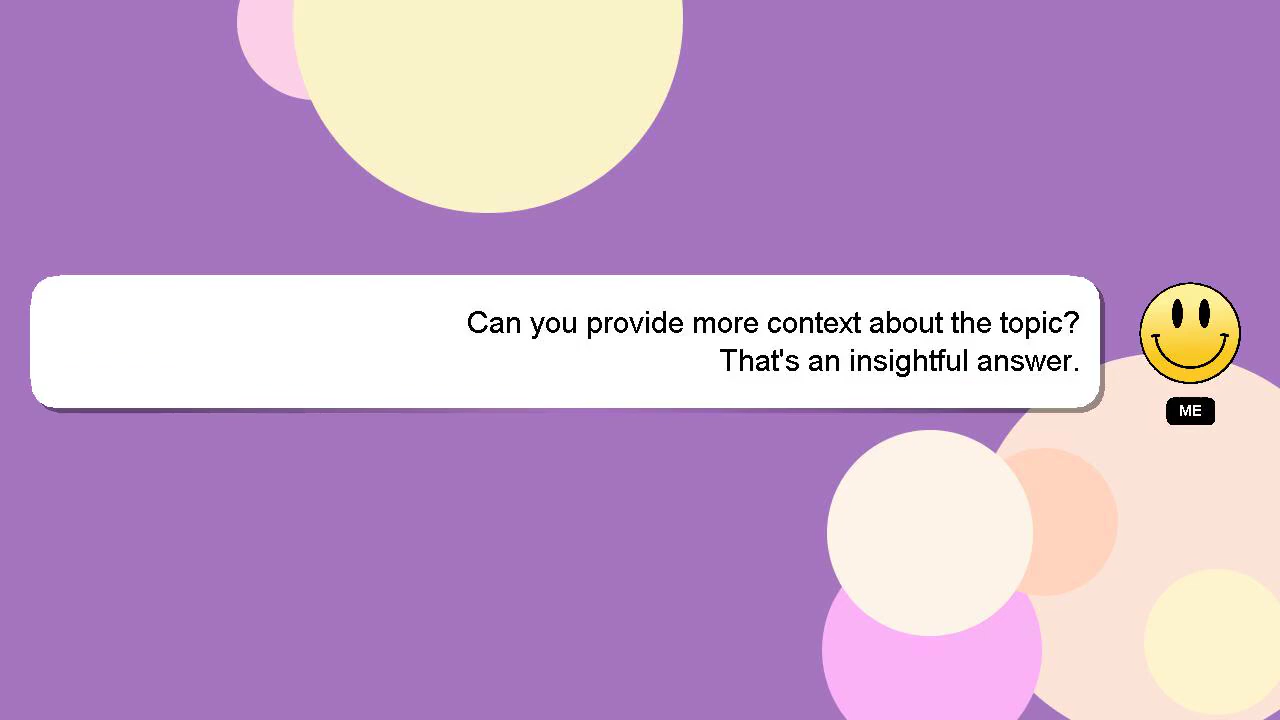 Can you provide more context about the topic?
That's an insightful answer.
ME